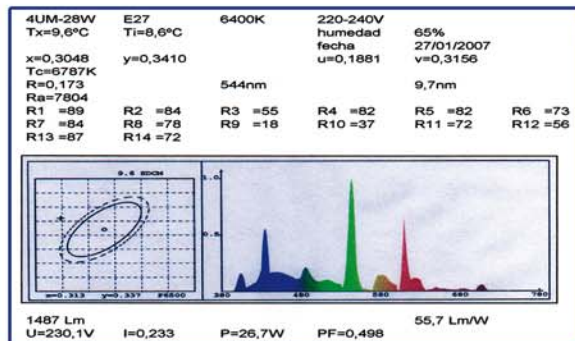 4UM-28W E27 6400K 220-240V
Tx=9,6ºC Ti=8,6ºC humedad 65%
fecha 27/01/2007
x=0,3048 y=0,3410 u=0,1881 v=0,3156
Tc=6787K
R=0,173 544nm 9,7nm
Ra=7804
R1 =89 R2 =84 R3 =55 R4 =82 R5 =82 R6 =73
R7 =84 R8 =78 R9 =18 R10 =37 R11 =72 R12 =56
R13 =87 R14 =72
9.6 SDCM
1.0
0.5
x=0.313 y=0.337 F6500
380 480 580 680 780
1487 Lm 55,7 Lm/W
U=230,1V I=0,233 P=26,7W PF=0,498